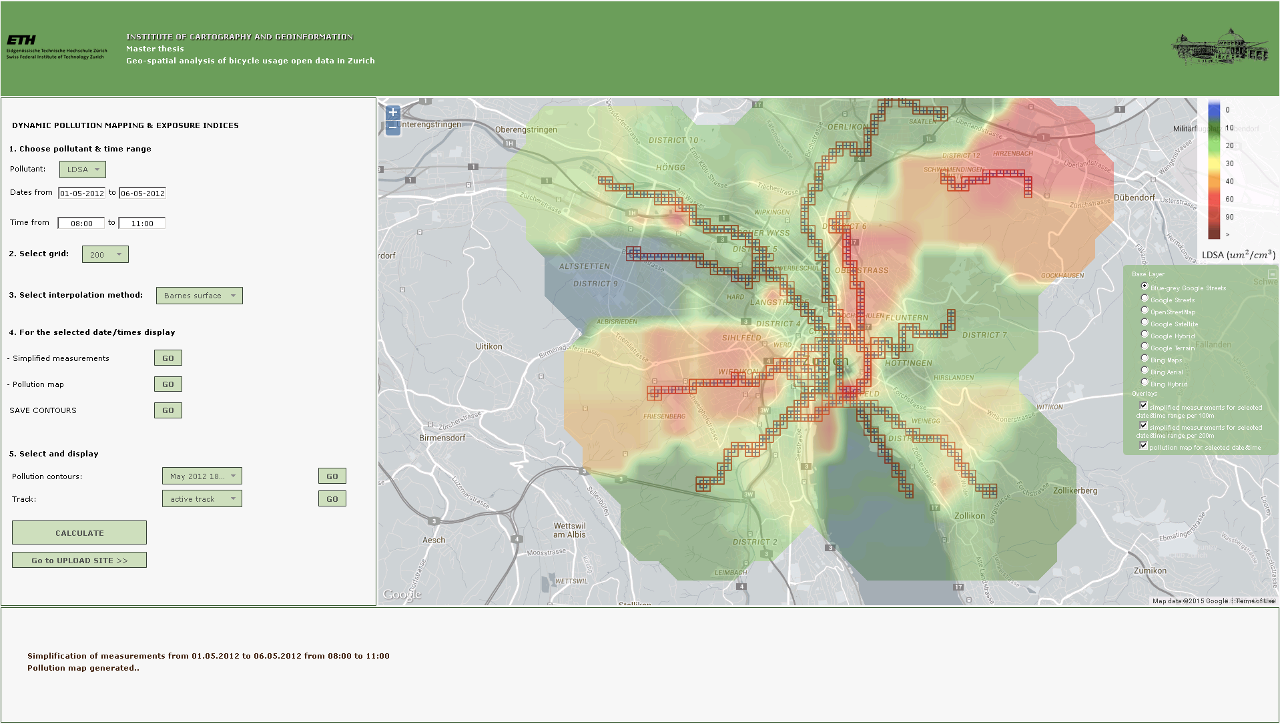 ETH
Eidgenössische Technische Hochschule Zürich
Swiss Federal Institute of Technology Zurich
INSTITUTE OF CARTOGRAPHY AND GEOINFORMATION
Master thesis
Geo-spatial analysis of bicycle usage open data in Zurich
DYNAMIC POLLUTION MAPPING & EXPOSURE INDICES
1. Choose pollutant & time range
Pollutant: LDSA
Dates from 01-05-2012 to 06-05-2012
Time from 08:00 to 11:00
2. Select grid: 200
3. Select interpolation method: Barnes surface
4. For the selected date/times display
- Simplified measurements GO
- Pollution map GO
SAVE CONTOURS GO
5. Select and display
Pollution contours: May 2012 18... GO
Track: active track GO
CALCULATE
Go to UPLOAD SITE >>
+
Oberengstringen
DISTRICT 10
HÖNGG
WIPKINGEN
OERLIKON
SAATLEN
DISTRICT 12
HIRZENBACH
SCHWAMENDINGEN
Dübendorf
GOCKHAUSEN
rdorf
ALTSTETTEN
DISTRICT 9
ALBISRIEDEN
HARD
DISTRICT 4
OBERSTRASS
FLUNTERN
DISTRICT 7
HOTTINGEN
HIRSLANDEN
WITIKON
Uitikon
SIHLFELD
WERD
FRIESENBERG
WEINEGG
Birmensdorf
Zollikon
Zollikerberg
Wettswil
am Albis
Aesch
DISTRICT 2
LEIMBACH
WETTSWIL
Stallikon
Zumikon
Google
Map data ©2015 Google
Terms of Use
0
10
20
30
40
60
90
>
LDSA (um²/cm³)
Base Layer
Blue-grey Google Streets
Google Streets
OpenStreetMap
Google Satellite
Google Hybrid
Google Terrain
Bing Maps
Bing Aerial
Bing Hybrid
Overlays
simplified measurements for selected
date&time range per 100m
simplified measurements for selected
date&time range per 200m
pollution map for selected date&time
Fällanden
Simplification of measurements from 01.05.2012 to 06.05.2012 from 08:00 to 11:00
Pollution map generated..